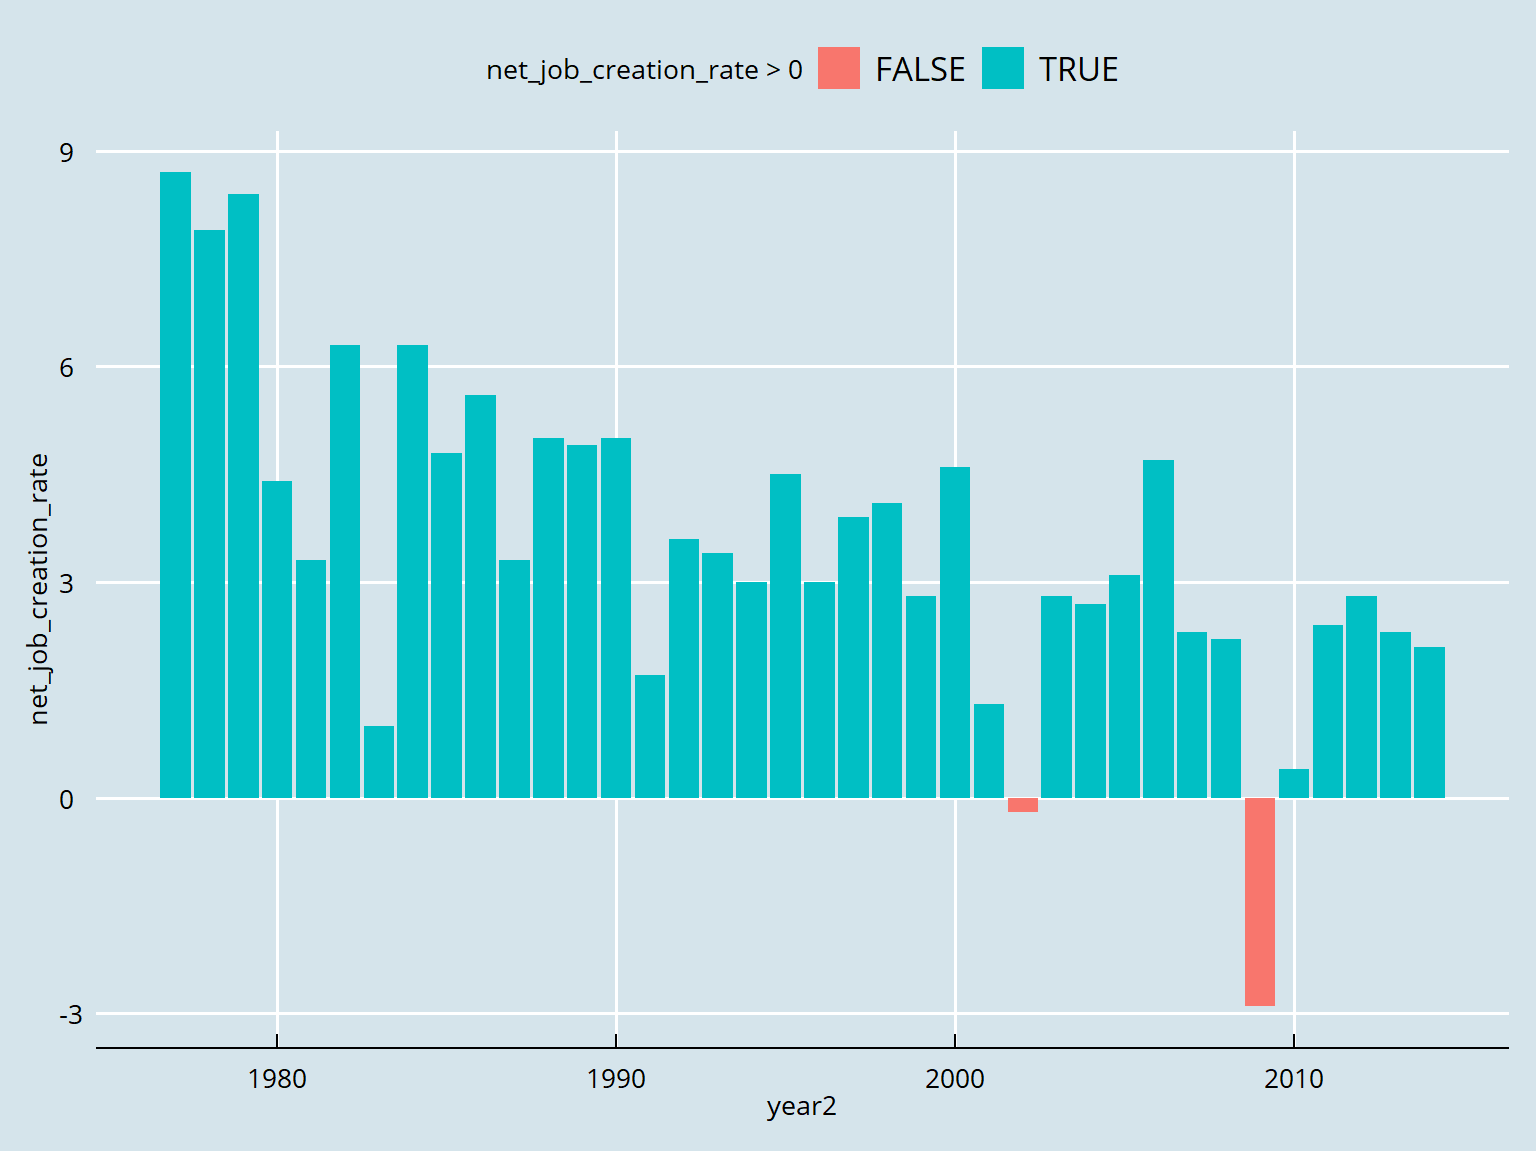 net_job_creation_rate > 0 FALSE TRUE
9
6
3
0
-3
net_job_creation_rate
1980 1990 2000 2010
year2